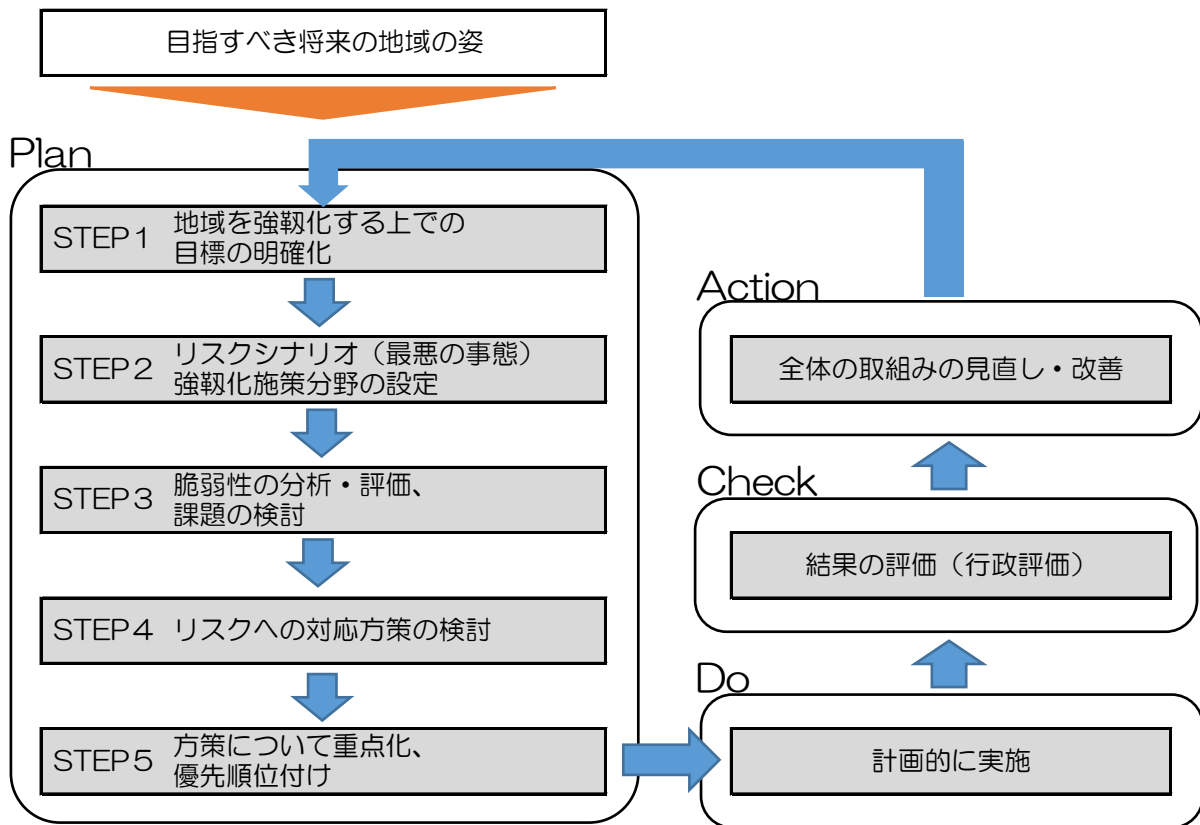 目指すべき将来の地域の姿
Plan
STEP1 地域を強靱化する上での
目標の明確化
STEP2 リスクシナリオ（最悪の事態）
強靱化施策分野の設定
STEP3 脆弱性の分析・評価、
課題の検討
STEP4 リスクへの対応方策の検討
STEP5 方策について重点化、
優先順位付け
Do
計画的に実施
Check
結果の評価（行政評価）
Action
全体の取組みの見直し・改善